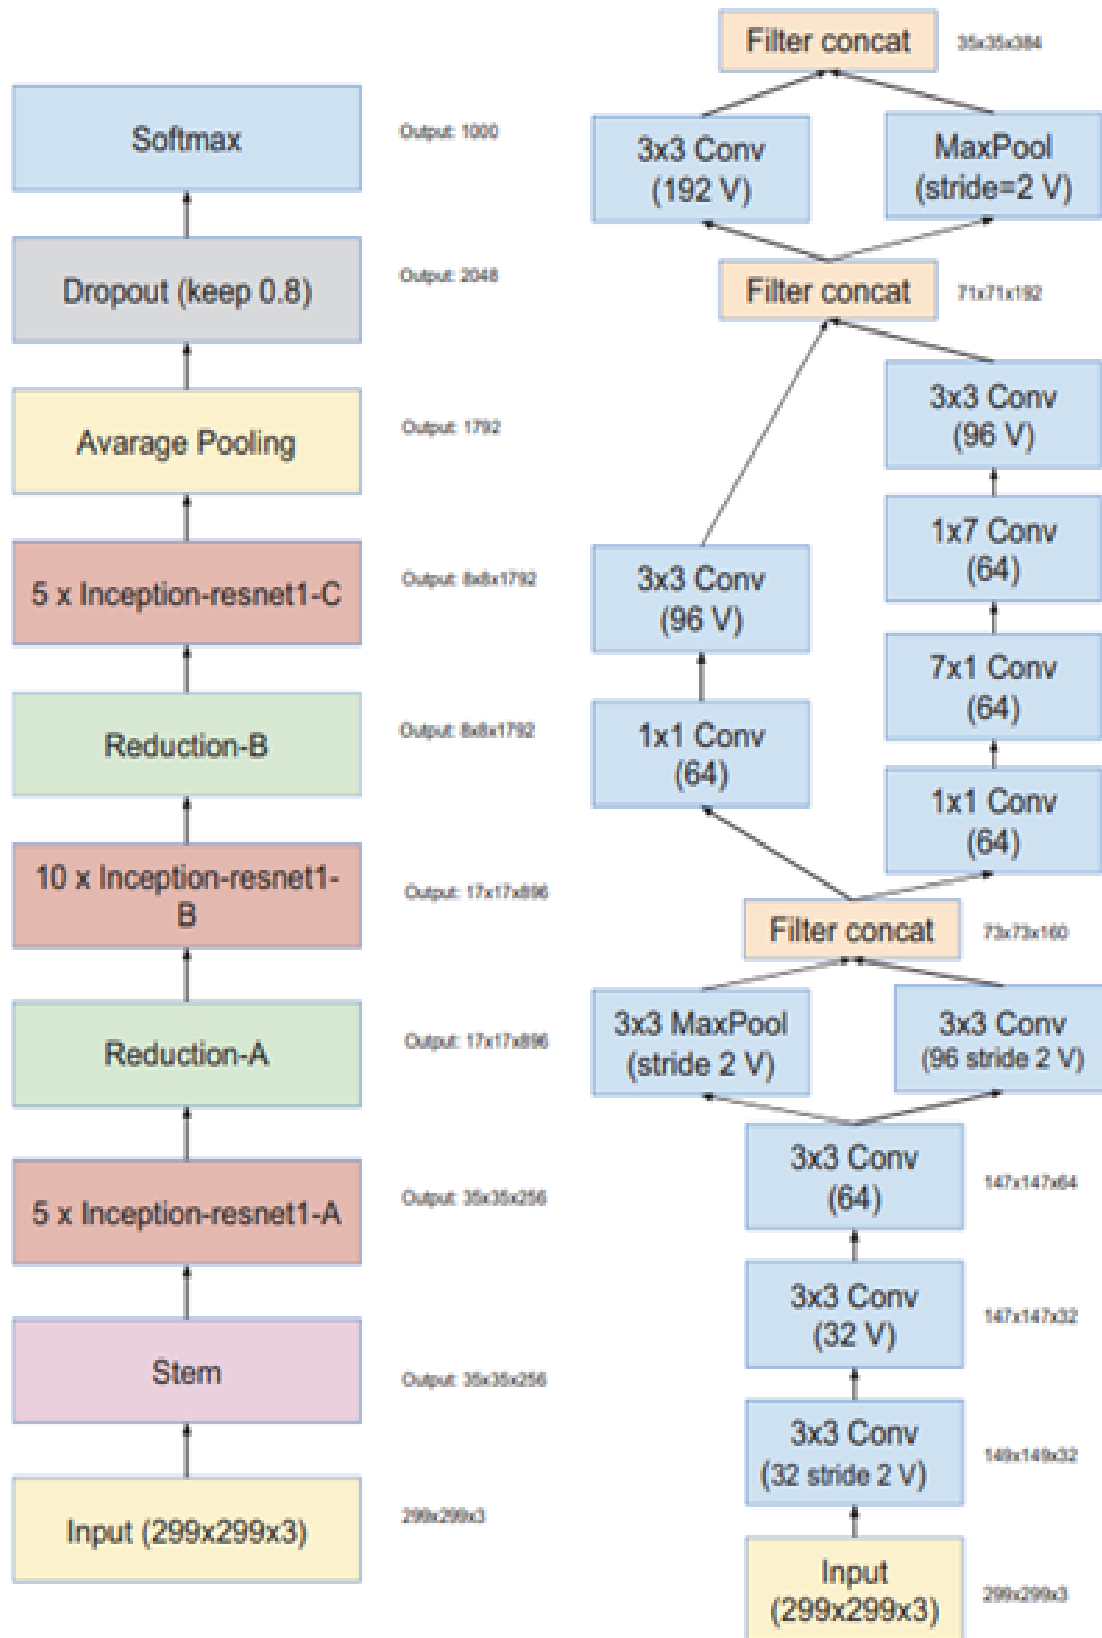 Softmax
Output: 1000
Dropout (keep 0.8)
Output: 2048
Avarage Pooling
Output: 1792
5 x Inception-resnet1-C
Output: 8x8x1792
Reduction-B
Output: 8x8x1792
10 x Inception-resnet1-
B
Output: 17x17x896
Reduction-A
Output: 17x17x896
5 x Inception-resnet1-A
Output: 35x35x256
Stem
Output: 35x35x256
Input (299x299x3)
299x299x3
Filter concat
35x35x384
3x3 Conv
(192 V)
MaxPool
(stride=2 V)
Filter concat
71x71x192
3x3 Conv
(96 V)
1x7 Conv
(64)
3x3 Conv
(96 V)
7x1 Conv
(64)
1x1 Conv
(64)
1x1 Conv
(64)
Filter concat
73x73x160
3x3 MaxPool
(stride 2 V)
3x3 Conv
(96 stride 2 V)
3x3 Conv
(64)
147x147x64
3x3 Conv
(32 V)
147x147x32
3x3 Conv
(32 stride 2 V)
149x149x32
Input
(299x299x3)
299x299x3